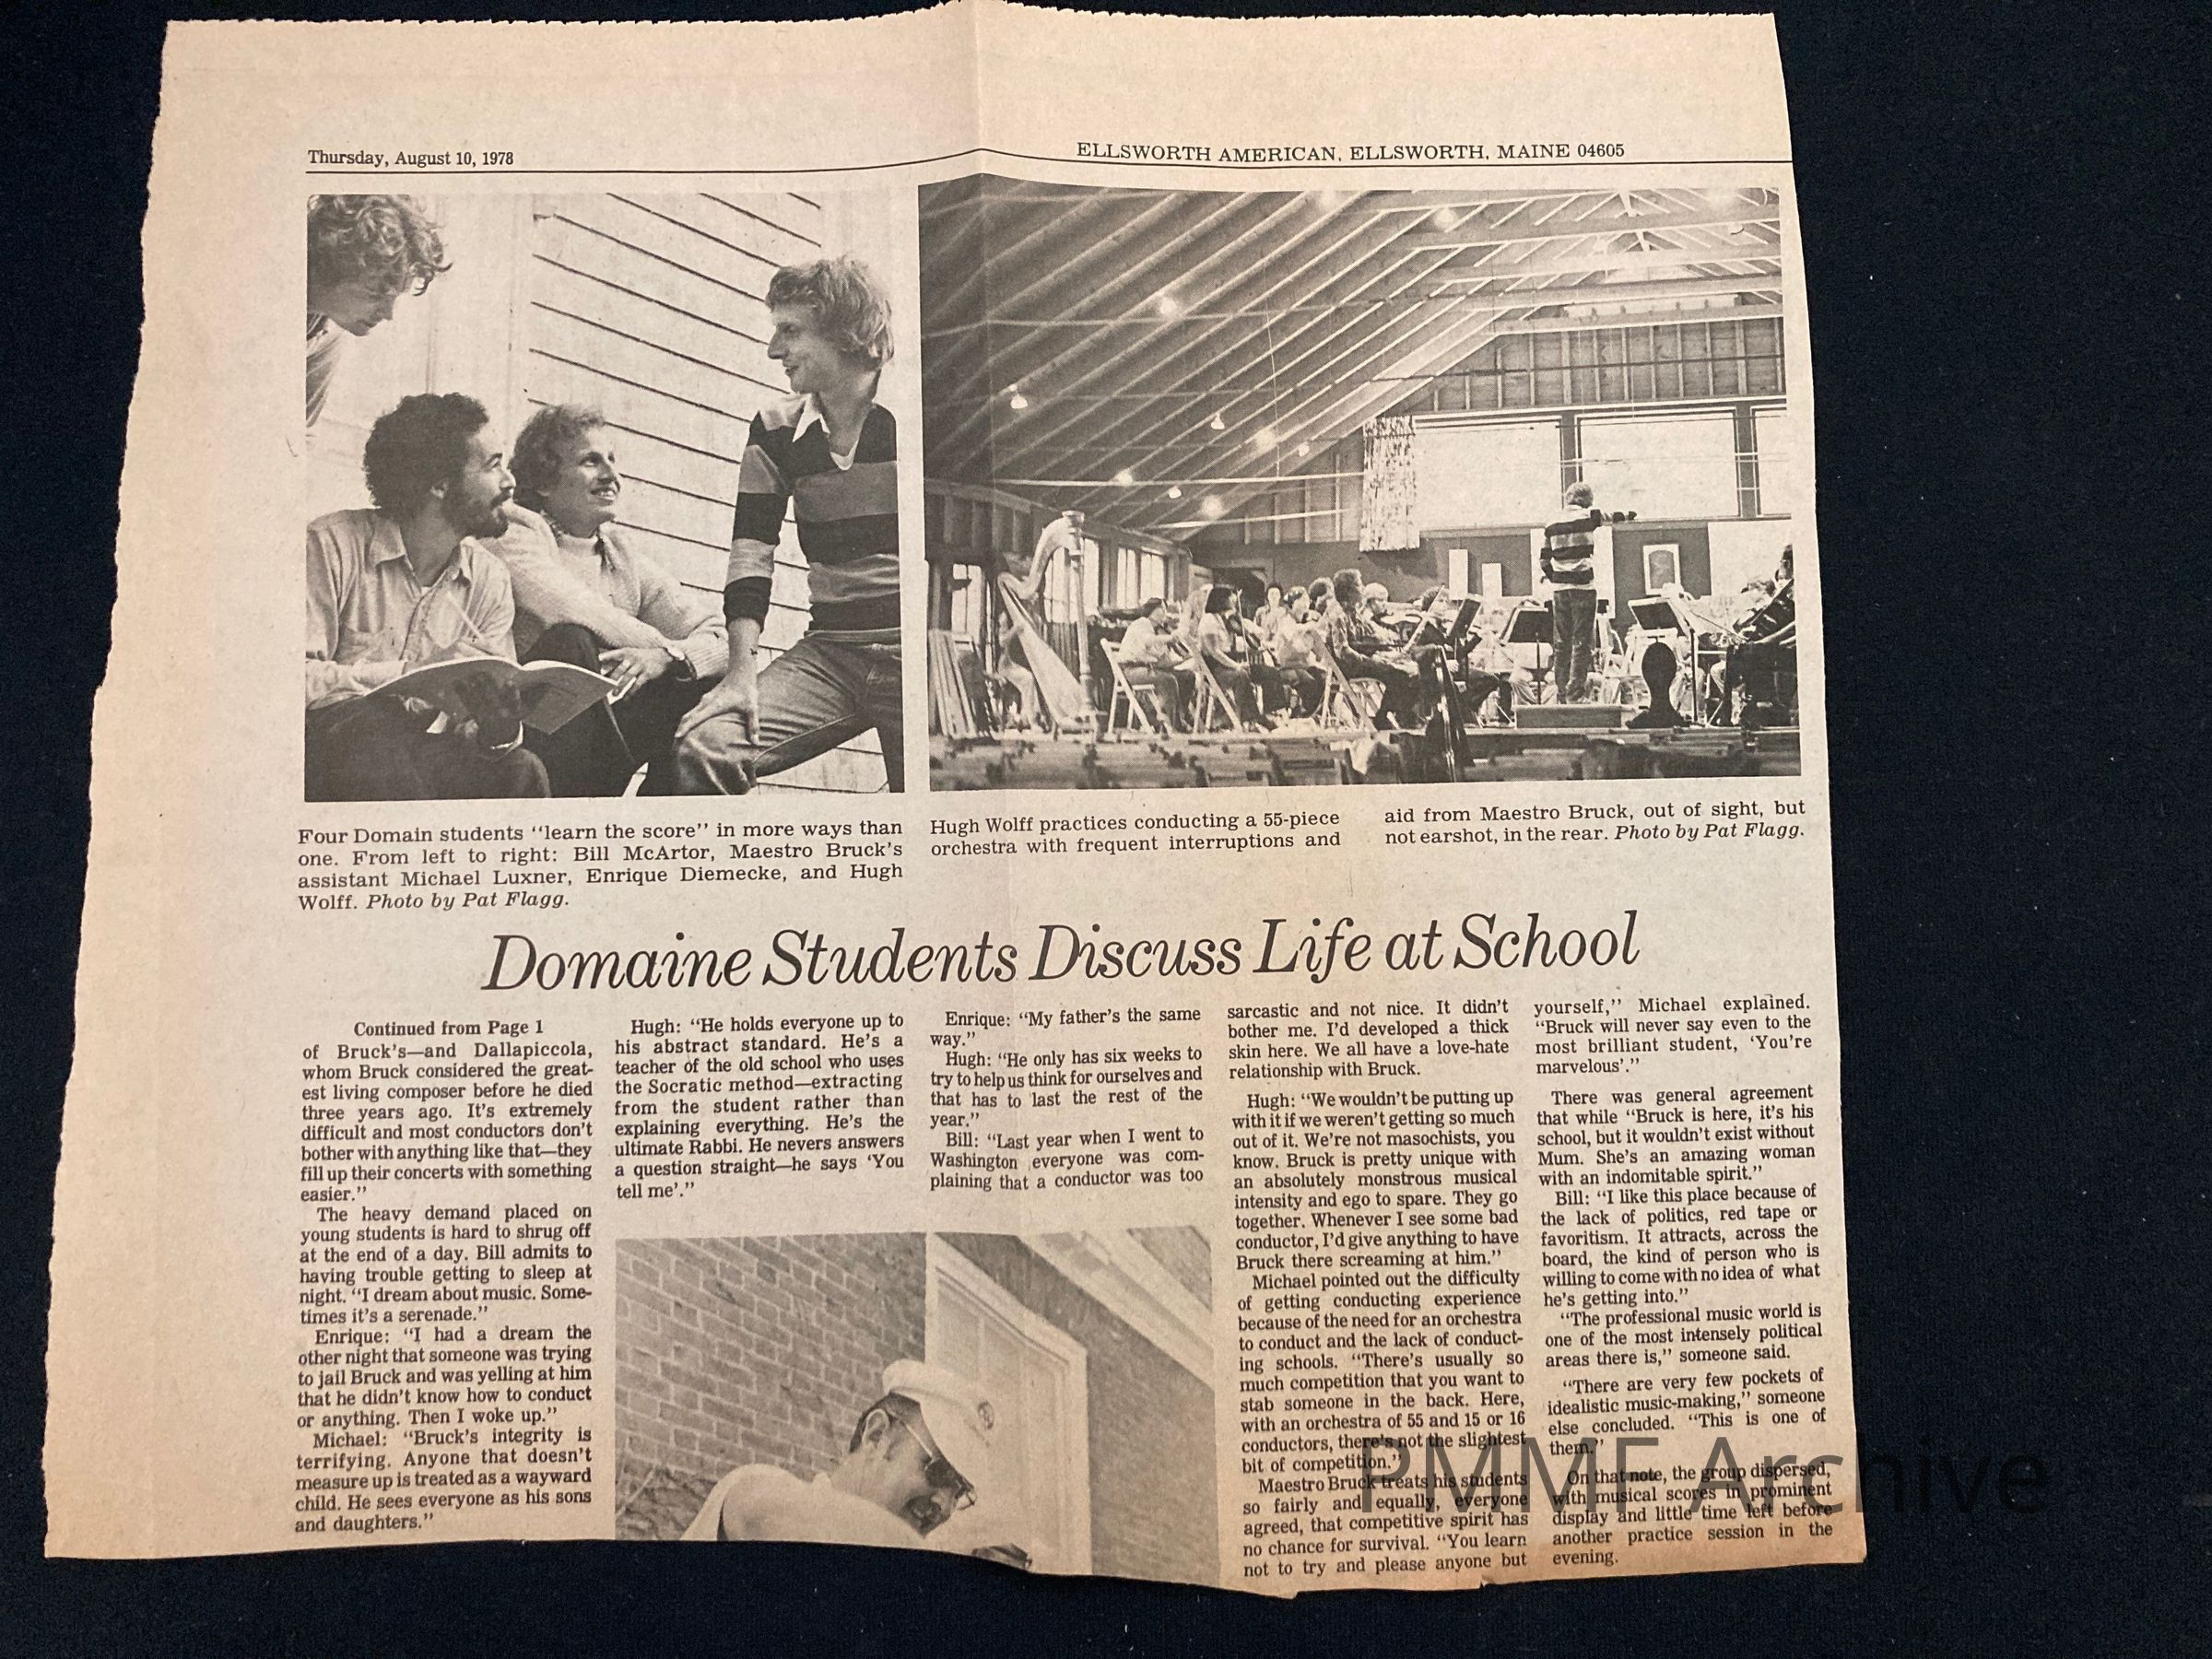 Thursday, August 10, 1978
ELLSWORTH AMERICAN, ELLSWORTH, MAINE 04605
Four Domain students "learn the score" in more ways than
one. From left to right: Bill McArtor, Maestro Bruck's
assistant Michael Luxner, Enrique Diemecke, and Hugh
Wolff. Photo by Pat Flagg.
Hugh Wolff practices conducting a 55-piece
orchestra with frequent interruptions and
aid from Maestro Bruck, out of sight, but
not earshot, in the rear. Photo by Pat Flagg.
Domaine Students Discuss Life at School
Continued from Page 1
of Bruck's—and Dallapiccola,
whom Bruck considered the great-
est living composer before he died
three years ago. It's extremely
difficult and most conductors don't
bother with anything like that—they
fill up their concerts with something
easier."
The heavy demand placed on
young students is hard to shrug off
at the end of a day. Bill admits to
having trouble getting to sleep at
night. "I dream about music. Some-
times it's a serenade."
Enrique: "I had a dream the
other night that someone was trying
to jail Bruck and was yelling at him
that he didn't know how to conduct
or anything. Then I woke up."
Michael: "Bruck's integrity is
terrifying. Anyone that doesn't
measure up is treated as a wayward
child. He sees everyone as his sons
and daughters."
Hugh: "He holds everyone up to
his abstract standard. He's a
teacher of the old school who uses
the Socratic method—extracting
from the student rather than
explaining everything. He's the
ultimate Rabbi. He nevers answers
a question straight—he says 'You
tell me'."
Enrique: "My father's the same
way."
Hugh: "He only has six weeks to
try to help us think for ourselves and
that has to last the rest of the
year."
Bill: "Last year when I went to
Washington everyone was com-
plaining that a conductor was too
sarcastic and not nice. It didn't
bother me. I'd developed a thick
skin here. We all have a love-hate
relationship with Bruck.
Hugh: "We wouldn't be putting up
with it if we weren't getting so much
out of it. We're not masochists, you
know. Bruck is pretty unique with
an absolutely monstrous musical
intensity and ego to spare. They go
together. Whenever I see some bad
conductor, I'd give anything to have
Bruck there screaming at him."
Michael pointed out the difficulty
of getting conducting experience
because of the need for an orchestra
to conduct and the lack of conduct-
ing schools. "There's usually so
much competition that you want to
stab someone in the back. Here,
with an orchestra of 55 and 15 or 16
conductors, there's not the slightest
bit of competition."
Maestro Bruck treats his students
so fairly and equally, everyone
agreed, that competitive spirit has
no chance for survival. "You learn
not to try and please anyone but
yourself," Michael explained.
"Bruck will never say even to the
most brilliant student, 'You're
marvelous'."
There was general agreement
that while "Bruck is here, it's his
school, but it wouldn't exist without
Mum. She's an amazing woman
with an indomitable spirit."
Bill: "I like this place because of
the lack of politics, red tape or
favoritism. It attracts, across the
board, the kind of person who is
willing to come with no idea of what
he's getting into."
"The professional music world is
one of the most intensely political
areas there is," someone said.
"There are very few pockets of
idealistic music-making," someone
else concluded. "This is one of
them."
On that note, the group dispersed,
with musical scores in prominent
display and little time left before
another practice session in the
evening.
PMMF Archive